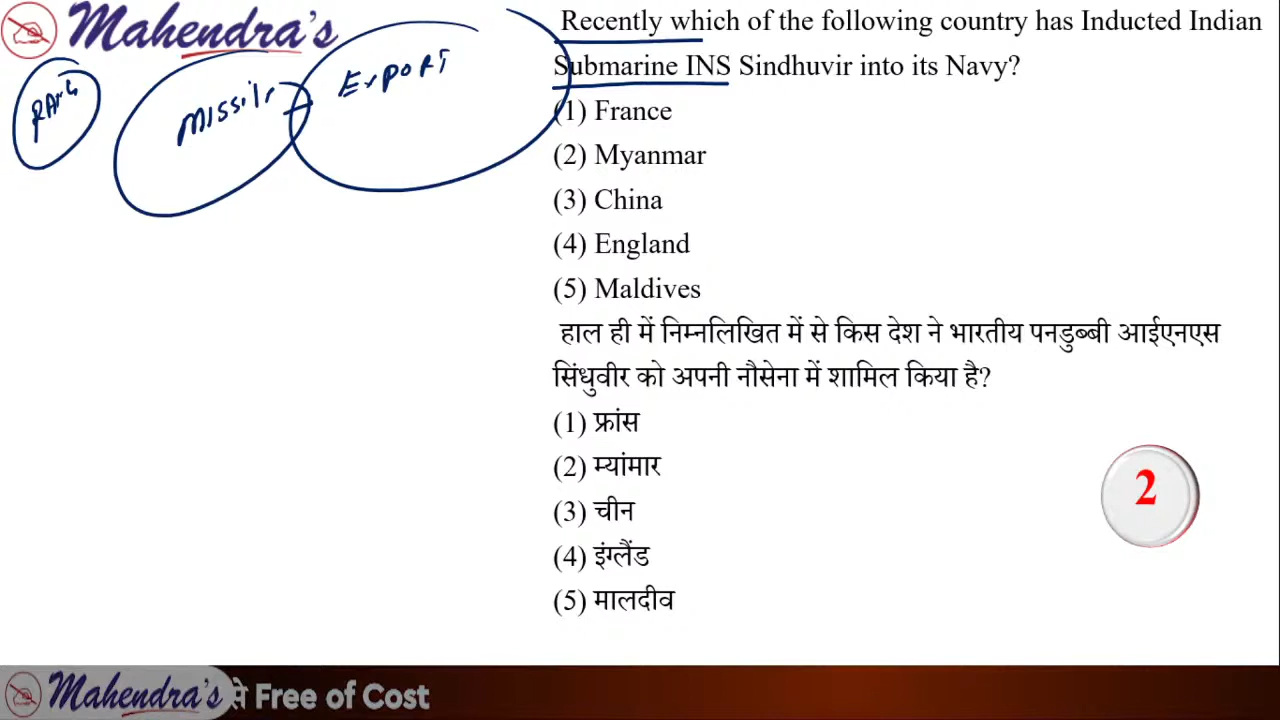 Mahendra's
Recently which of the following country has Inducted Indian
Submarine INS Sindhuvir into its Navy?
(1) France
(2) Myanmar
(3) China
(4) England
(5) Maldives
हाल ही में निम्नलिखित में से किस देश ने भारतीय पनडुब्बी आईएनएस
सिंधुवीर को अपनी नौसेना में शामिल किया है?
(1) फ्रांस
(2) म्यांमार
(3) चीन
(4) इंग्लैंड
(5) मालदीव
EXPORT
2
Mahendra's से Free of Cost